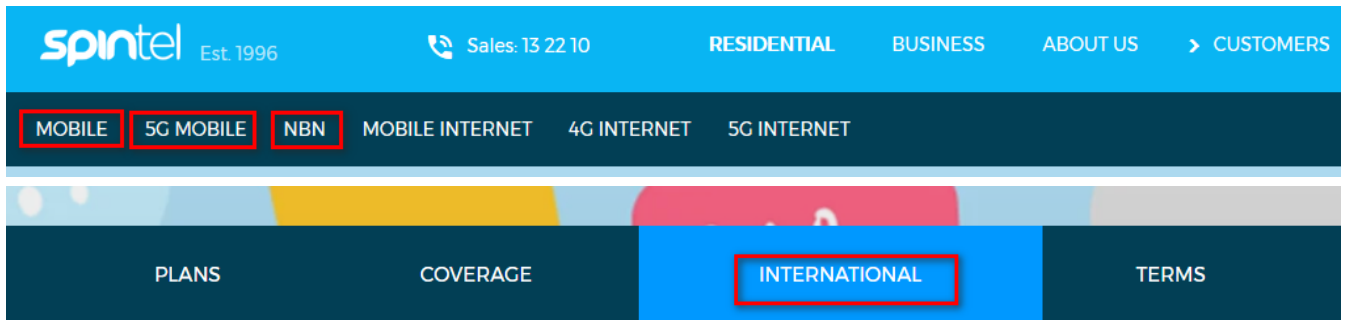 spintel Est. 1996 Sales: 13 22 10 RESIDENTIAL BUSINESS ABOUT US > CUSTOMERS
MOBILE 5G MOBILE NBN MOBILE INTERNET 4G INTERNET 5G INTERNET
PLANS COVERAGE INTERNATIONAL TERMS